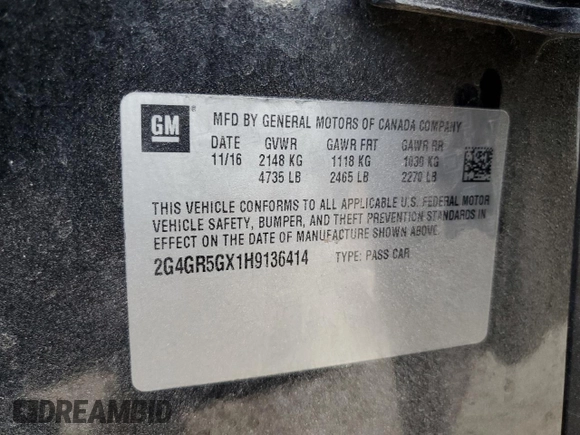 GM
MFD BY GENERAL MOTORS OF CANADA COMPANY
DATE GVWR GAWR FRT GAWR RR
11/16 2148 KG 1118 KG 1030 KG
4735 LB 2465 LB 2270 LB
THIS VEHICLE CONFORMS TO ALL APPLICABLE U.S. FEDERAL MOTOR
VEHICLE SAFETY, BUMPER, AND THEFT PREVENTION STANDARDS IN
EFFECT ON THE DATE OF MANUFACTURE SHOWN ABOVE.
2G4GR5GX1H9136414 TYPE: PASS CAR
DREAMBID